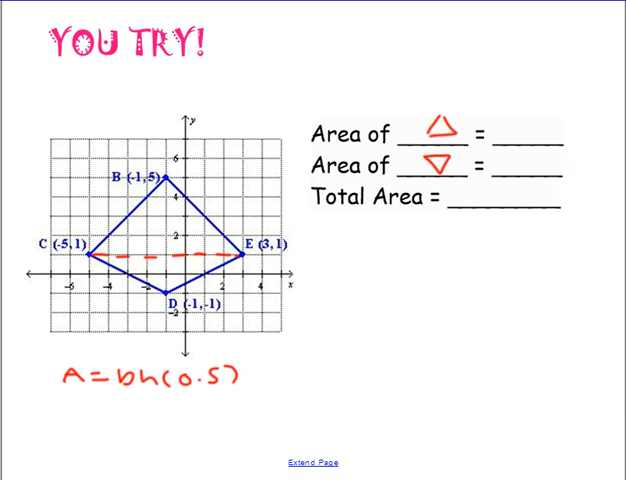 YOU TRY!
Area of ______ = ______
Area of ______ = ______
Total Area = _________
y
6
B (-1,5)
4
2
C (-5,1)
E (3,1)
-6 -4 -2 2 4 x
D (-1,-1)
-2
A = bh(0.5)
Extend Page